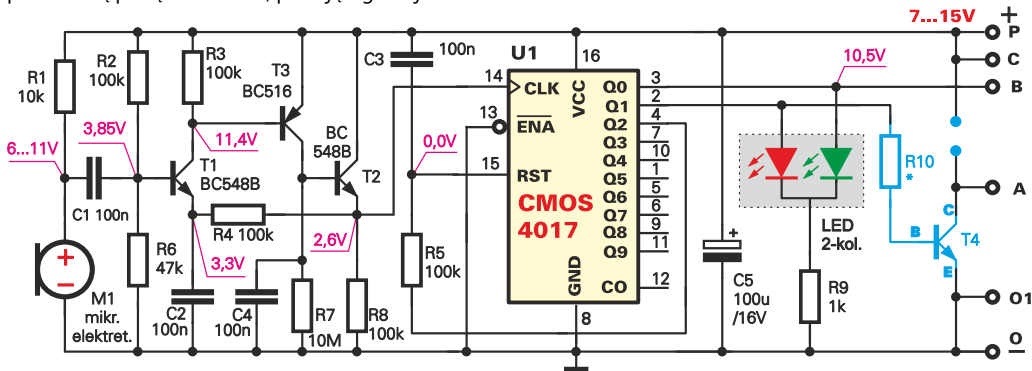 7...15V
+
P
C
B
A
O1
O
–
R1
10k
R2
100k
R3
100k
T3
BC516
C3
100n
U1
16
VCC
14
CLK
13
ENA
15
RST
CMOS
4017
GND
8
Q0
Q1
Q2
Q3
Q4
Q5
Q6
Q7
Q8
Q9
CO
3
2
4
7
10
1
5
6
9
11
12
10,5V
6...11V
3,85V
11,4V
0,0V
BC
548B
T2
T1
BC548B
C1 100n
R4 100k
2,6V
3,3V
R6
47k
M1
mikr.
elektret.
+
–
C2
100n
C4
100n
R7
10M
R8
100k
R5
100k
LED
2-kol.
R10
*
C
B
E
T4
+
C5
100u
/16V
R9
1k